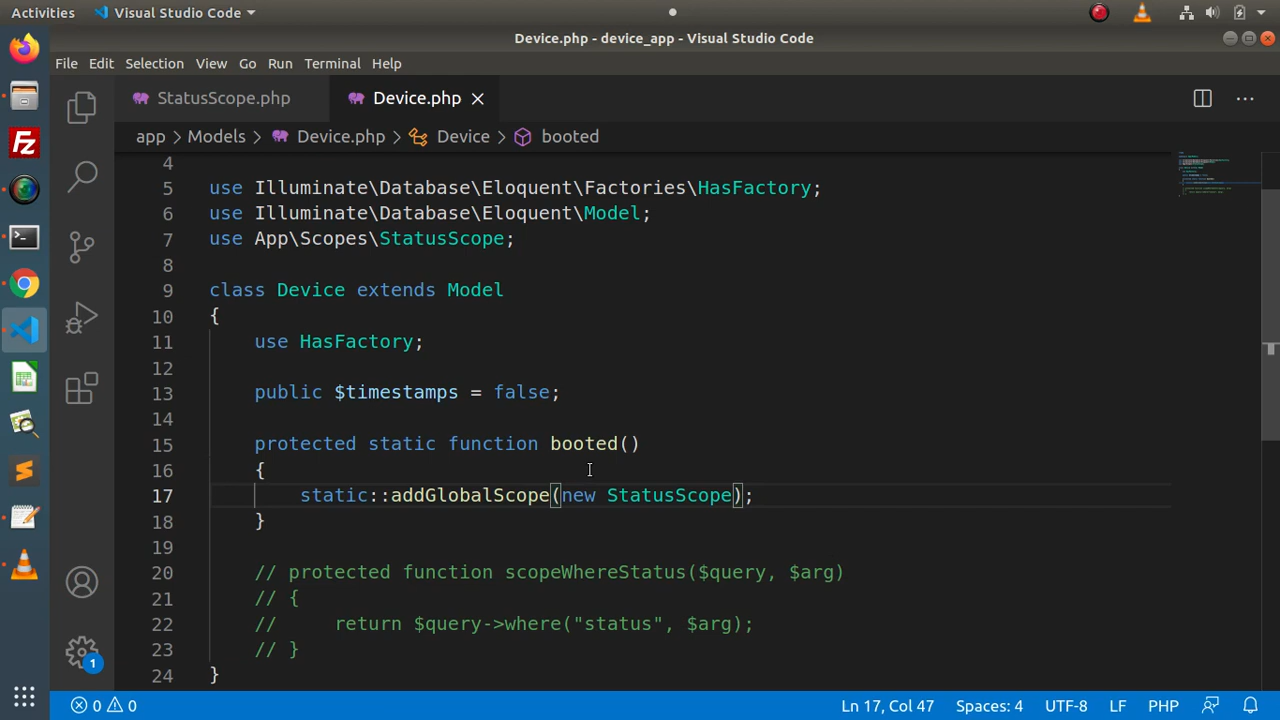 Activities
Visual Studio Code
Device.php - device_app - Visual Studio Code
File Edit Selection View Go Run Terminal Help
StatusScope.php
Device.php
app > Models > Device.php > Device > booted
4
5 use Illuminate\Database\Eloquent\Factories\HasFactory;
6 use Illuminate\Database\Eloquent\Model;
7 use App\Scopes\StatusScope;
8
9 class Device extends Model
10 {
11 use HasFactory;
12
13 public $timestamps = false;
14
15 protected static function booted()
16 {
17 static::addGlobalScope(new StatusScope);
18 }
19
20 // protected function scopeWhereStatus($query, $arg)
21 // {
22 // return $query->where("status", $arg);
23 // }
24 }
Fz
1
0 0
Ln 17, Col 47
Spaces: 4
UTF-8
LF
PHP